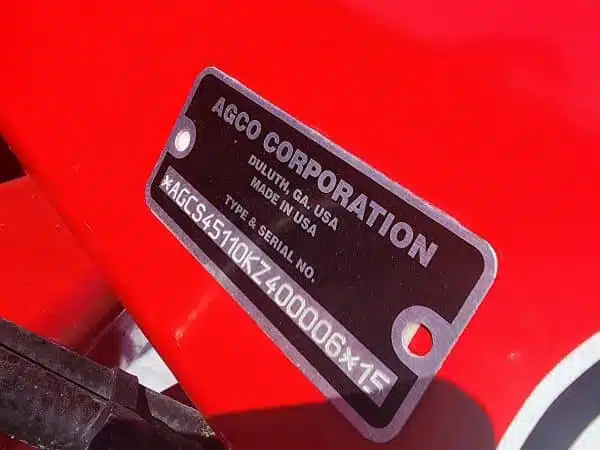 AGCO CORPORATION
DULUTH, GA. USA
MADE IN USA
TYPE & SERIAL NO.
*AGCS45110KZ400006*15